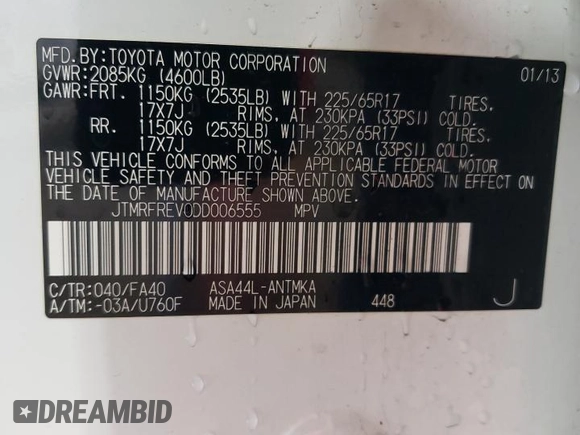 MFD.BY:TOYOTA MOTOR CORPORATION 01/13
GVWR:2085KG (4600LB)
GAWR:FRT. 1150KG (2535LB) WITH 225/65R17 TIRES,
17X7J RIMS, AT 230KPA (33PSI) COLD.
RR. 1150KG (2535LB) WITH 225/65R17 TIRES,
17X7J RIMS, AT 230KPA (33PSI) COLD.
THIS VEHICLE CONFORMS TO ALL APPLICABLE FEDERAL MOTOR
VEHICLE SAFETY AND THEFT PREVENTION STANDARDS IN EFFECT ON
THE DATE OF MANUFACTURE SHOWN ABOVE.
JTMRFREV0DD006555 MPV
C/TR:040/FA40 ASA44L-ANTMKA
A/TM:-03A/U760F MADE IN JAPAN 448 J
DREAMBID